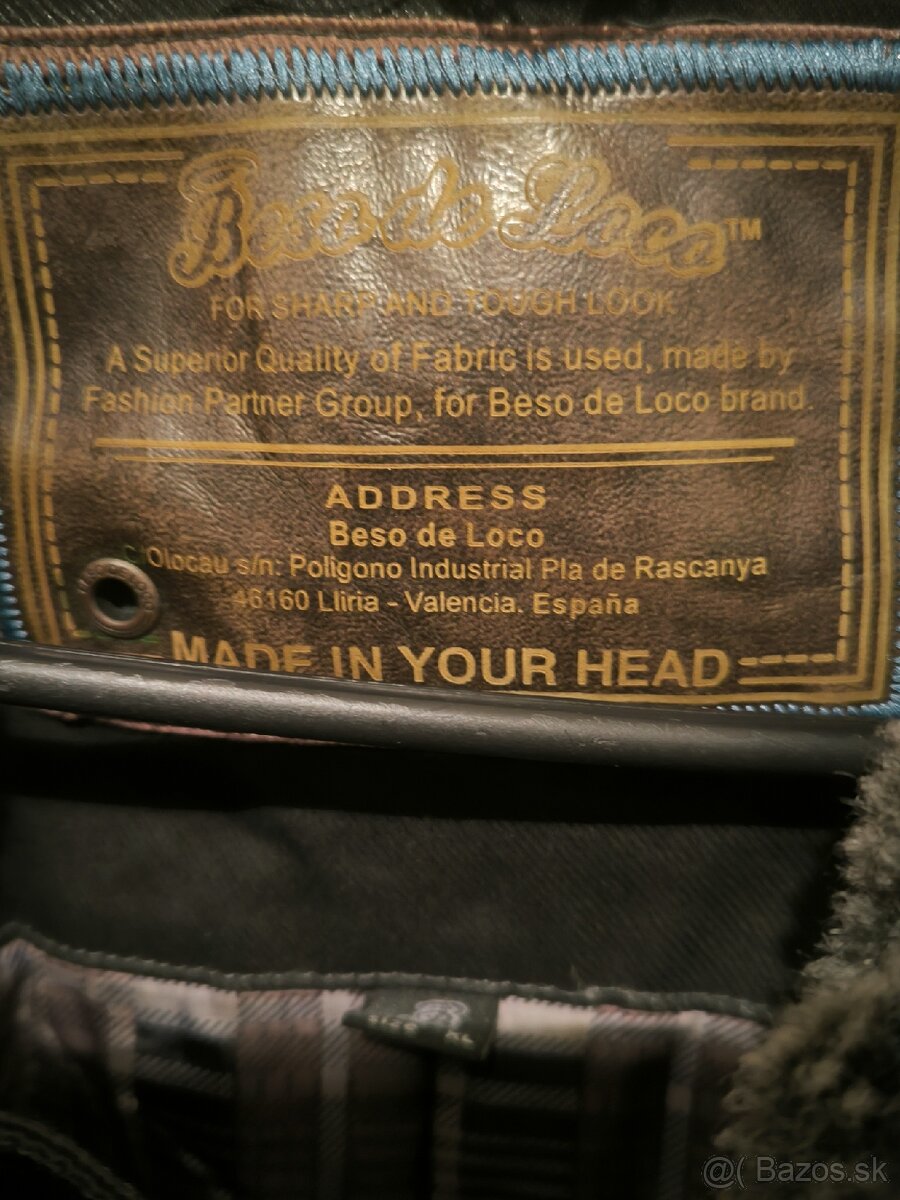 Beso de Loco™
FOR SHARP AND TOUGH LOOK
A Superior Quality of Fabric is used, made by
Fashion Partner Group, for Beso de Loco brand.
ADDRESS
Beso de Loco
Olocau s/n: Poligono Industrial Pla de Rascanya
46160 Lliria - Valencia. España
MADE IN YOUR HEAD
@( Bazos.sk